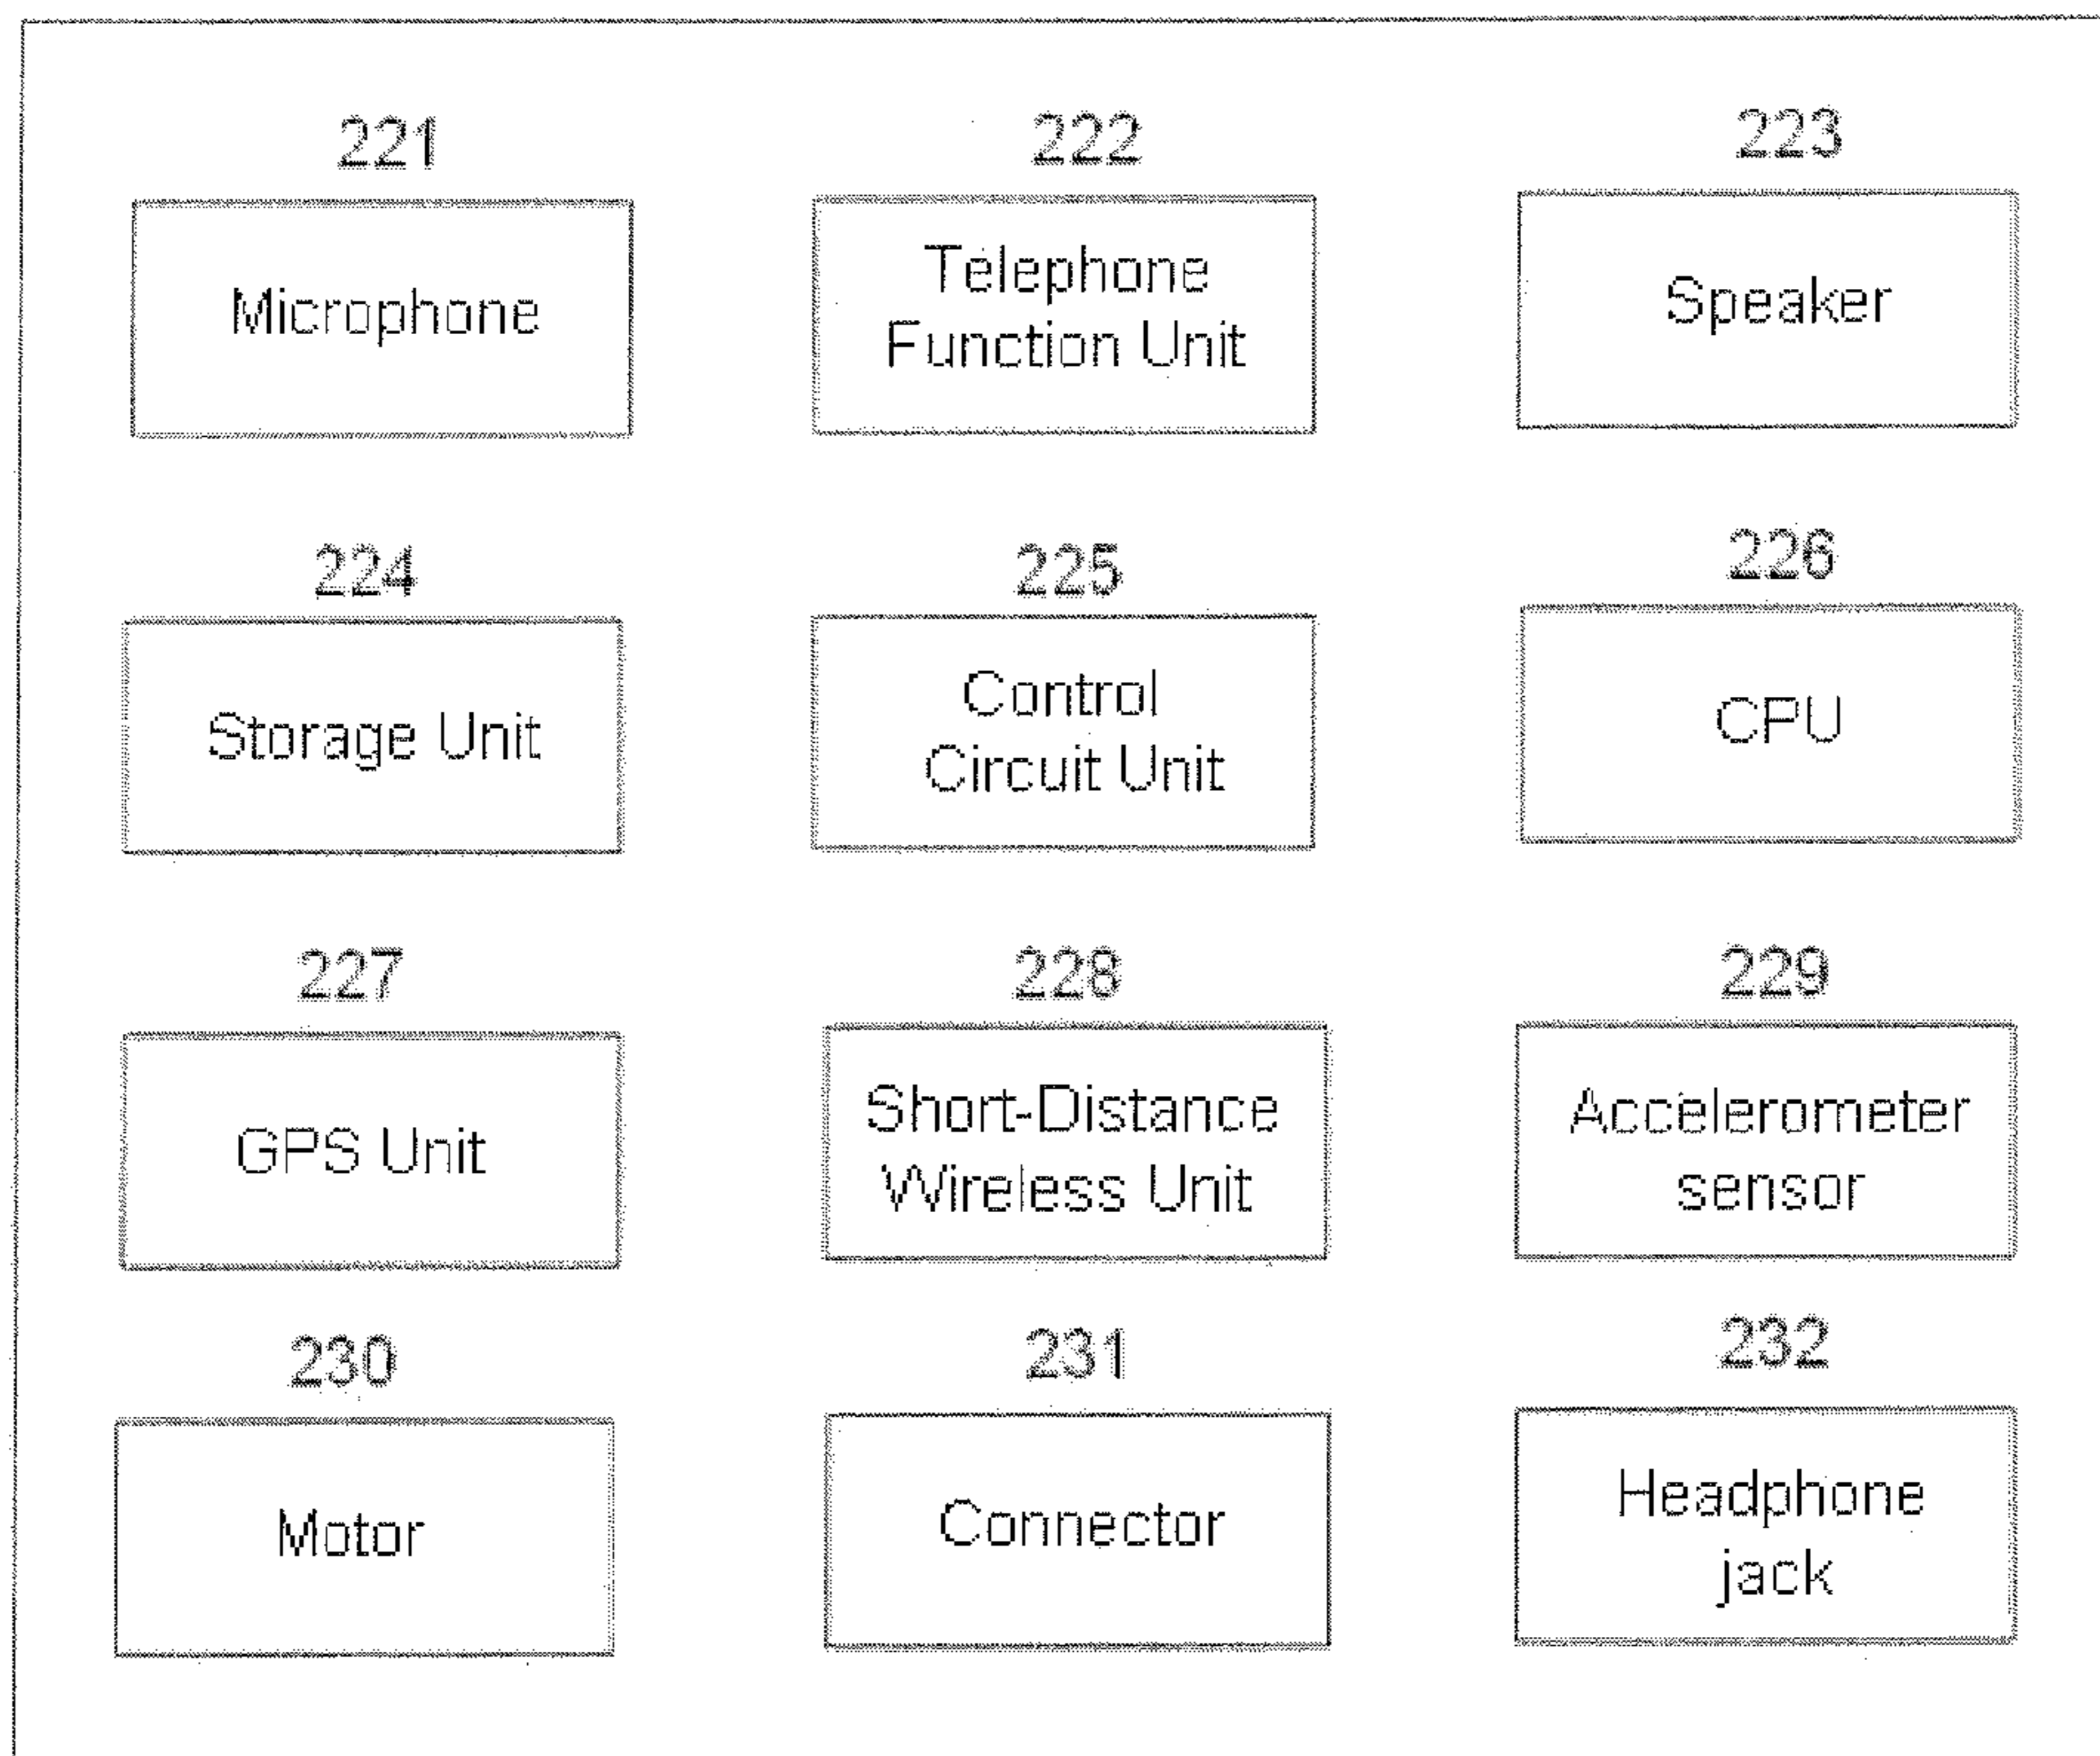 221
222
223
Microphone
Telephone
Function Unit
Speaker
224
225
226
Storage Unit
Control
Circuit Unit
CPU
227
228
229
GPS Unit
Short-Distance
Wireless Unit
Accelerometer
sensor
230
231
232
Motor
Connector
Headphone
jack